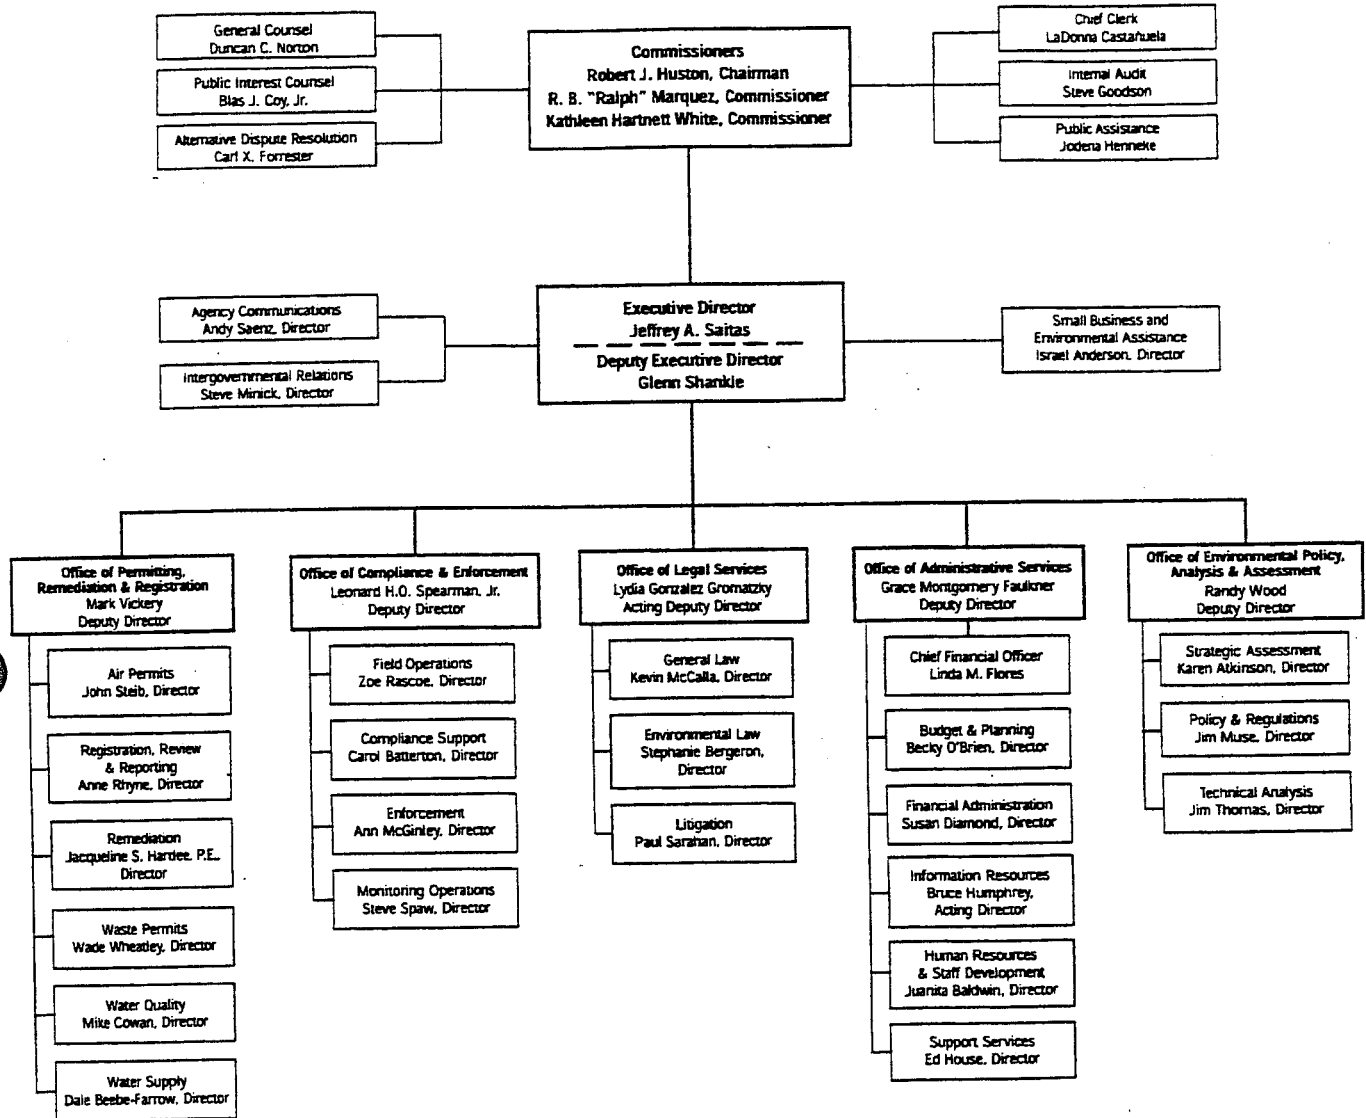 General Counsel
Duncan C. Norton
Public Interest Counsel
Blas J. Coy, Jr.
Alternative Dispute Resolution
Carl X. Forrester
Commissioners
Robert J. Huston, Chairman
R. B. "Ralph" Marquez, Commissioner
Kathleen Hartnett White, Commissioner
Chief Clerk
LaDonna Castañuela
Internal Audit
Steve Goodson
Public Assistance
Jodena Henneke
Agency Communications
Andy Saenz, Director
Intergovernmental Relations
Steve Minick, Director
Executive Director
Jeffrey A. Saitas
Deputy Executive Director
Glenn Shankle
Small Business and
Environmental Assistance
Israel Anderson, Director
Office of Permitting,
Remediation & Registration
Mark Vickery
Deputy Director
Air Permits
John Steib, Director
Registration, Review
& Reporting
Anne Rhyne, Director
Remediation
Jacqueline S. Hardee, P.E.,
Director
Waste Permits
Wade Wheatley, Director
Water Quality
Mike Cowan, Director
Water Supply
Dale Beebe-Farrow, Director
Office of Compliance & Enforcement
Leonard H.O. Spearman, Jr.
Deputy Director
Field Operations
Zoe Rascoe, Director
Compliance Support
Carol Batterton, Director
Enforcement
Ann McGinley, Director
Monitoring Operations
Steve Spaw, Director
Office of Legal Services
Lydia Gonzalez Gromatzky
Acting Deputy Director
General Law
Kevin McCalla, Director
Environmental Law
Stephanie Bergeron,
Director
Litigation
Paul Sarahan, Director
Office of Administrative Services
Grace Montgomery Faulkner
Deputy Director
Chief Financial Officer
Linda M. Flores
Budget & Planning
Becky O'Brien, Director
Financial Administration
Susan Diamond, Director
Information Resources
Bruce Humphrey,
Acting Director
Human Resources
& Staff Development
Juanita Baldwin, Director
Support Services
Ed House, Director
Office of Environmental Policy,
Analysis & Assessment
Randy Wood
Deputy Director
Strategic Assessment
Karen Atkinson, Director
Policy & Regulations
Jim Muse, Director
Technical Analysis
Jim Thomas, Director